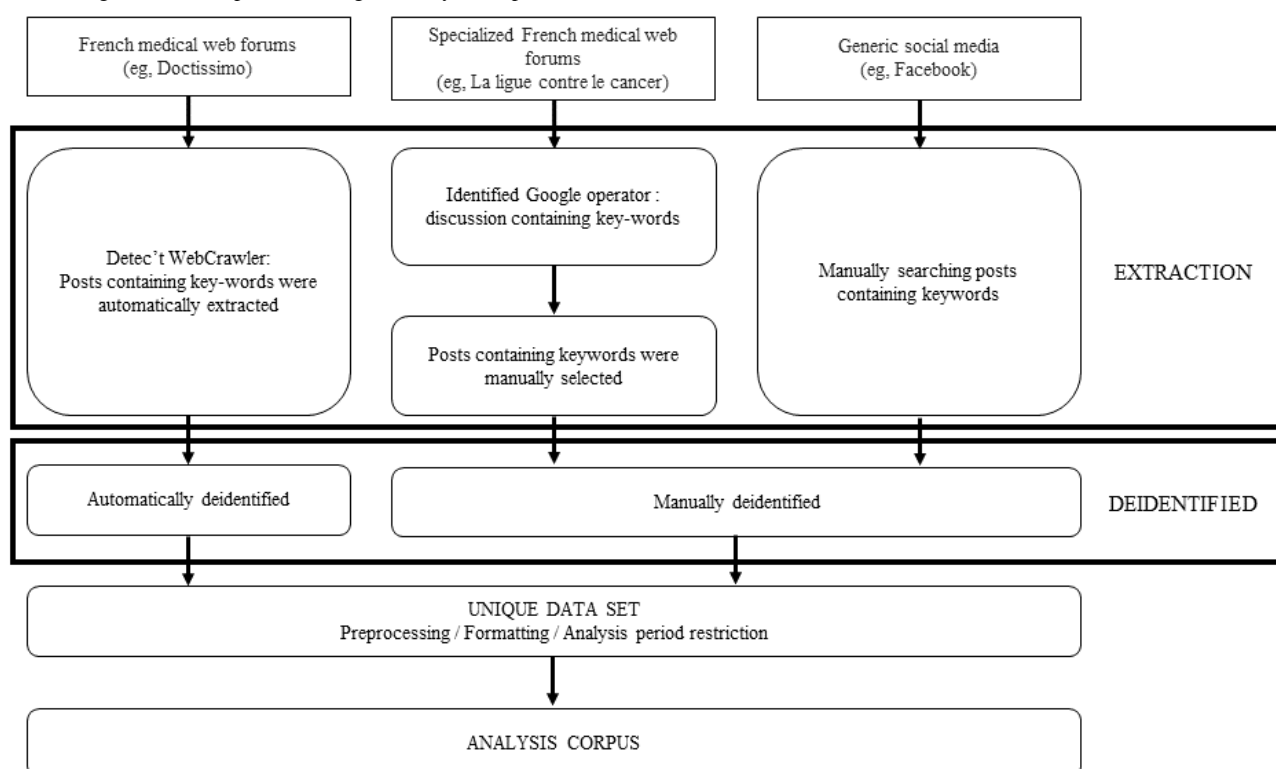 French medical web forums
(eg, Doctissimo)
Specialized French medical web
forums
(eg, La ligue contre le cancer)
Generic social media
(eg, Facebook)
Detec’t WebCrawler:
Posts containing key-words were
automatically extracted
Identified Google operator :
discussion containing key-words
Posts containing keywords were
manually selected
Manually searching posts
containing keywords
EXTRACTION
Automatically deidentified
Manually deidentified
DEIDENTIFIED
UNIQUE DATA SET
Preprocessing / Formatting / Analysis period restriction
ANALYSIS CORPUS